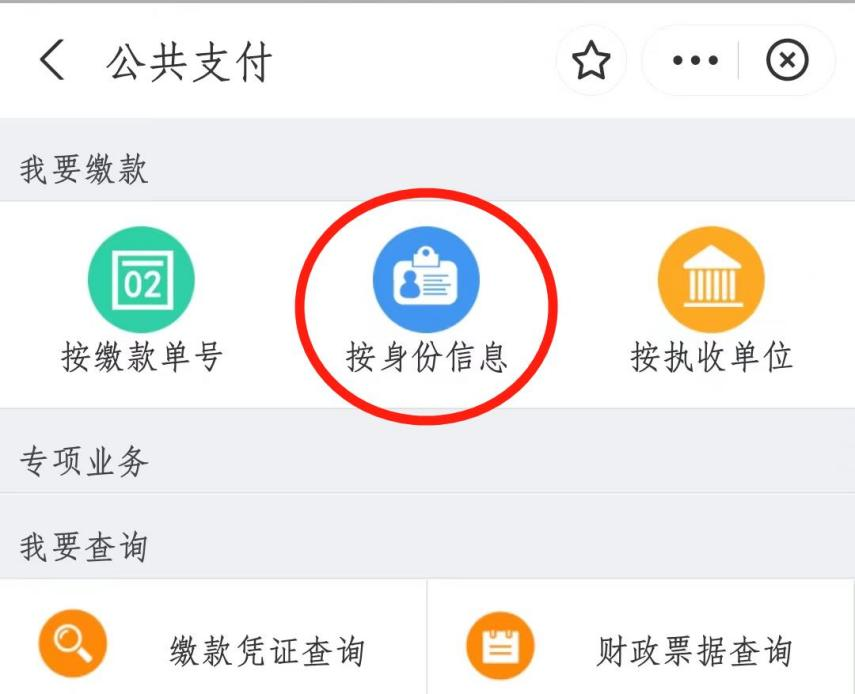 公共支付
我要缴款
02
按缴款单号
按身份信息
按执收单位
专项业务
我要查询
缴款凭证查询
财政票据查询